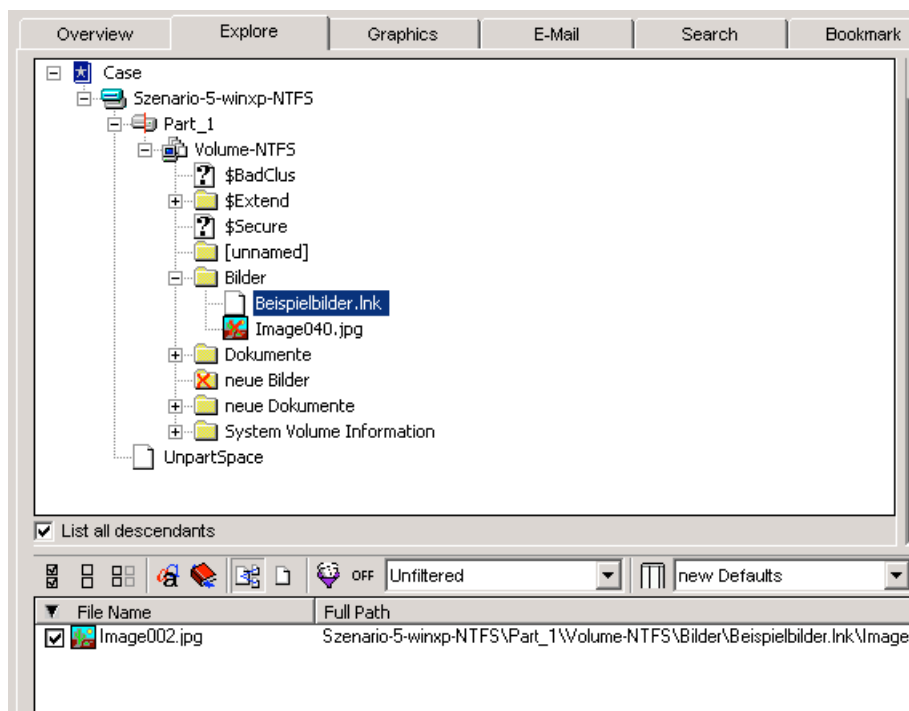 Overview Explore Graphics E-Mail Search Bookmark
Case
Szenario-5-winxp-NTFS
Part_1
Volume-NTFS
$BadClus
$Extend
$Secure
[unnamed]
Bilder
Beispielbilder.lnk
Image040.jpg
Dokumente
neue Bilder
neue Dokumente
System Volume Information
UnpartSpace
List all descendants
OFF Unfiltered new Defaults
File Name Full Path
Image002.jpg Szenario-5-winxp-NTFS\Part_1\Volume-NTFS\Bilder\Beispielbilder.lnk\Image